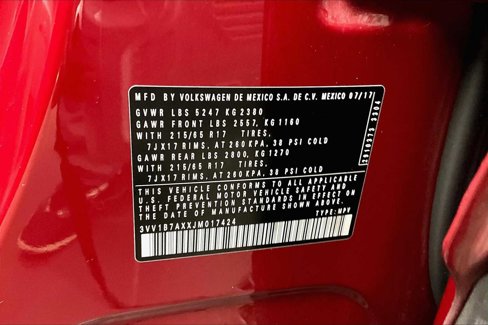 MFD BY VOLKSWAGEN DE MEXICO S.A. DE C.V. MEXICO 07/17
GVWR LBS 5247 KG 2380
GAWR FRONT LBS 2557, KG 1160
WITH 215/65 R17 TIRES,
7JX17 RIMS, AT 260 KPA, 38 PSI COLD
GAWR REAR LBS 2800, KG 1270
WITH 215/65 R17 TIRES,
7JX17 RIMS, AT 260 KPA, 38 PSI COLD
THIS VEHICLE CONFORMS TO ALL APPLICABLE
U.S. FEDERAL MOTOR VEHICLE SAFETY AND
THEFT PREVENTION STANDARDS IN EFFECT ON
THE DATE OF MANUFACTURE SHOWN ABOVE.
TYPE: MPV
3VV1B7AXXJM017424